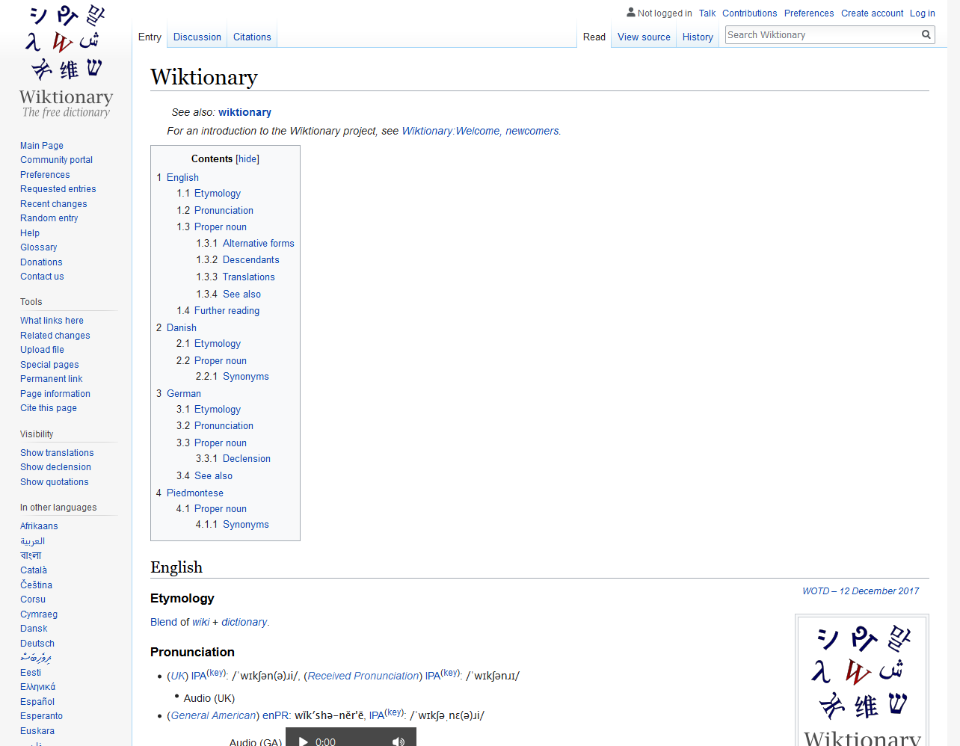 Not logged in Talk Contributions Preferences Create account Log in
Entry Discussion Citations Read View source History Search Wiktionary
Wiktionary
The free dictionary
Main Page
Community portal
Preferences
Requested entries
Recent changes
Random entry
Help
Glossary
Donations
Contact us
Tools
What links here
Related changes
Upload file
Special pages
Permanent link
Page information
Cite this page
Visibility
Show translations
Show declension
Show quotations
In other languages
Afrikaans
العربية
বাংলা
Català
Čeština
Corsu
Cymraeg
Dansk
Deutsch
ދިވެހިބަސް
Eesti
Ελληνικά
Español
Esperanto
Euskara
Wiktionary
See also: wiktionary
For an introduction to the Wiktionary project, see Wiktionary:Welcome, newcomers.
Contents [hide]
1 English
1.1 Etymology
1.2 Pronunciation
1.3 Proper noun
1.3.1 Alternative forms
1.3.2 Descendants
1.3.3 Translations
1.3.4 See also
1.4 Further reading
2 Danish
2.1 Etymology
2.2 Proper noun
2.2.1 Synonyms
3 German
3.1 Etymology
3.2 Pronunciation
3.3 Proper noun
3.3.1 Declension
3.4 See also
4 Piedmontese
4.1 Proper noun
4.1.1 Synonyms
English
WOTD – 12 December 2017
Etymology
Blend of wiki + dictionary.
Pronunciation
(UK) IPA(key): /ˈwɪkʃən(ə)ɹi/, (Received Pronunciation) IPA(key): /ˈwɪkʃənɹɪ/
Audio (UK)
(General American) enPR: wĭkʹshə-nĕr'ē, IPA(key): /ˈwɪkʃəˌnɛ(ə)ɹi/
Audio (GA) 0:00
Wiktionary